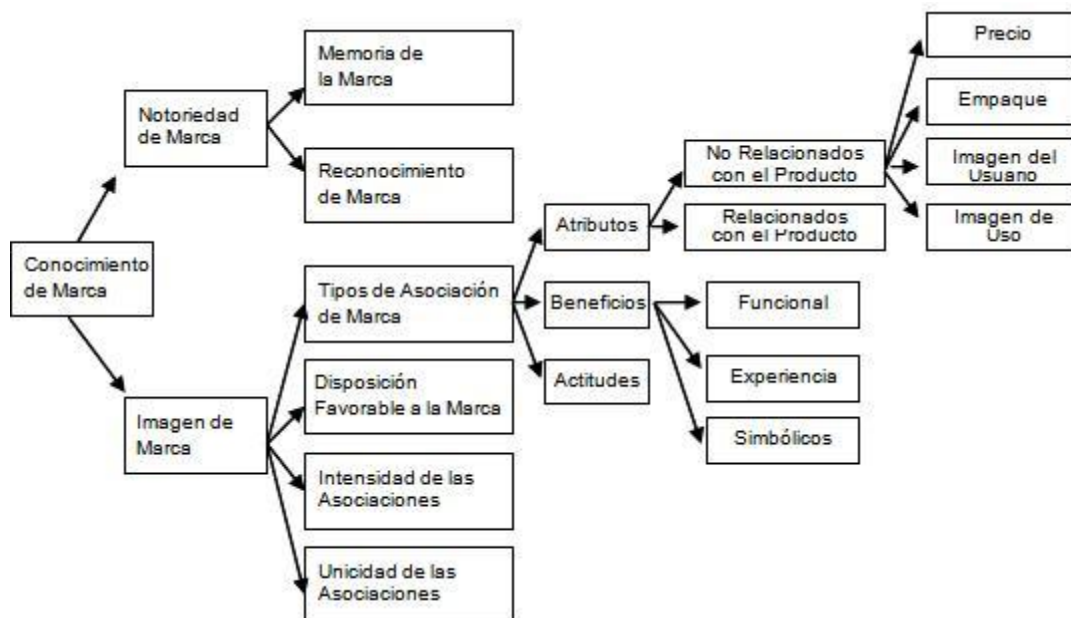 Conocimiento
de Marca
Notoriedad
de Marca
Imagen de
Marca
Memoria de
la Marca
Reconocimiento
de Marca
Tipos de Asociación
de Marca
Disposición
Favorable a la Marca
Intensidad de las
Asociaciones
Unicidad de las
Asociaciones
Atributos
Beneficios
Actitudes
No Relacionados
con el Producto
Relacionados
con el Producto
Funcional
Experiencia
Simbólicos
Precio
Empaque
Imagen del
Usuario
Imagen de
Uso